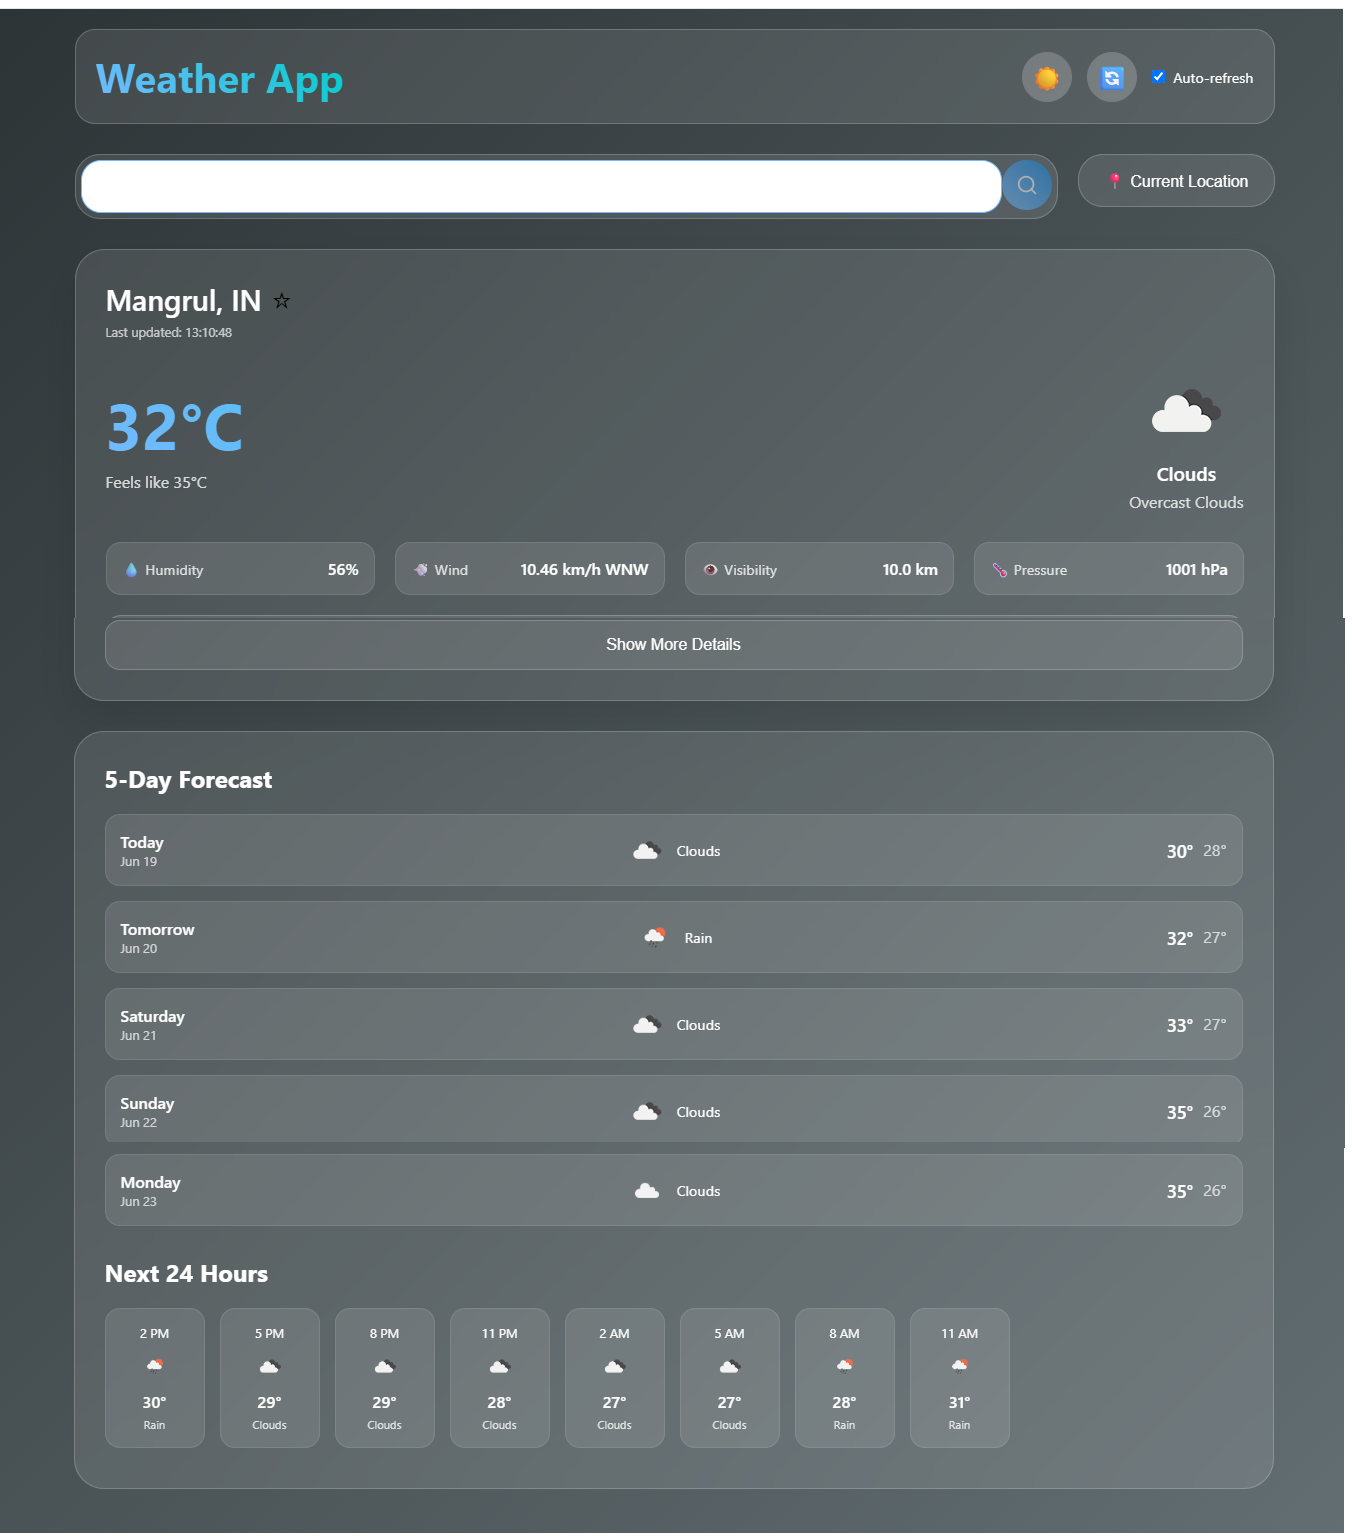 Weather App
Auto-refresh
Current Location
Mangrul, IN
Last updated: 13:10:48
32°C
Feels like 35°C
Clouds
Overcast Clouds
Humidity 56%
Wind 10.46 km/h WNW
Visibility 10.0 km
Pressure 1001 hPa
Show More Details
5-Day Forecast
Today
Jun 19
Clouds
30° 28°
Tomorrow
Jun 20
Rain
32° 27°
Saturday
Jun 21
Clouds
33° 27°
Sunday
Jun 22
Clouds
35° 26°
Monday
Jun 23
Clouds
35° 26°
Next 24 Hours
2 PM
30°
Rain
5 PM
29°
Clouds
8 PM
29°
Clouds
11 PM
28°
Clouds
2 AM
27°
Clouds
5 AM
27°
Clouds
8 AM
28°
Rain
11 AM
31°
Rain